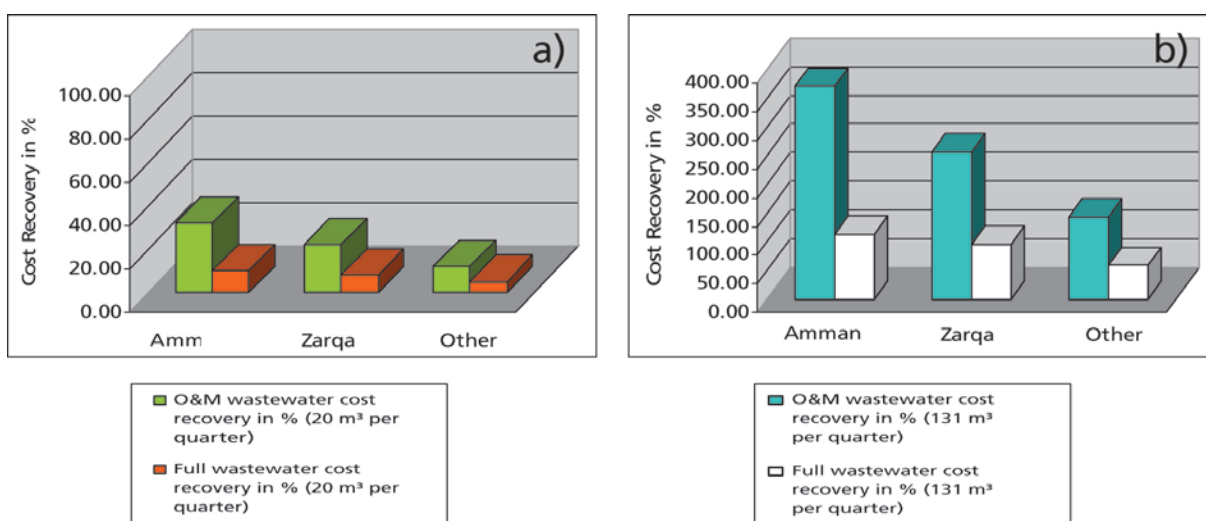 a)
Cost Recovery in %
100.00
80.00
60.00
40.00
20.00
0.00
Amm
Zarqa
Other
O&M wastewater cost
recovery in % (20 m³ per
quarter)
Full wastewater cost
recovery in % (20 m³ per
quarter)
b)
Cost Recovery in %
400.00
350.00
300.00
250.00
200.00
150.00
100.00
50.00
0.00
Amman
Zarqa
Other
O&M wastewater cost
recovery in % (131 m³
per quarter)
Full wastewater cost
recovery in % (131 m³
per quarter)